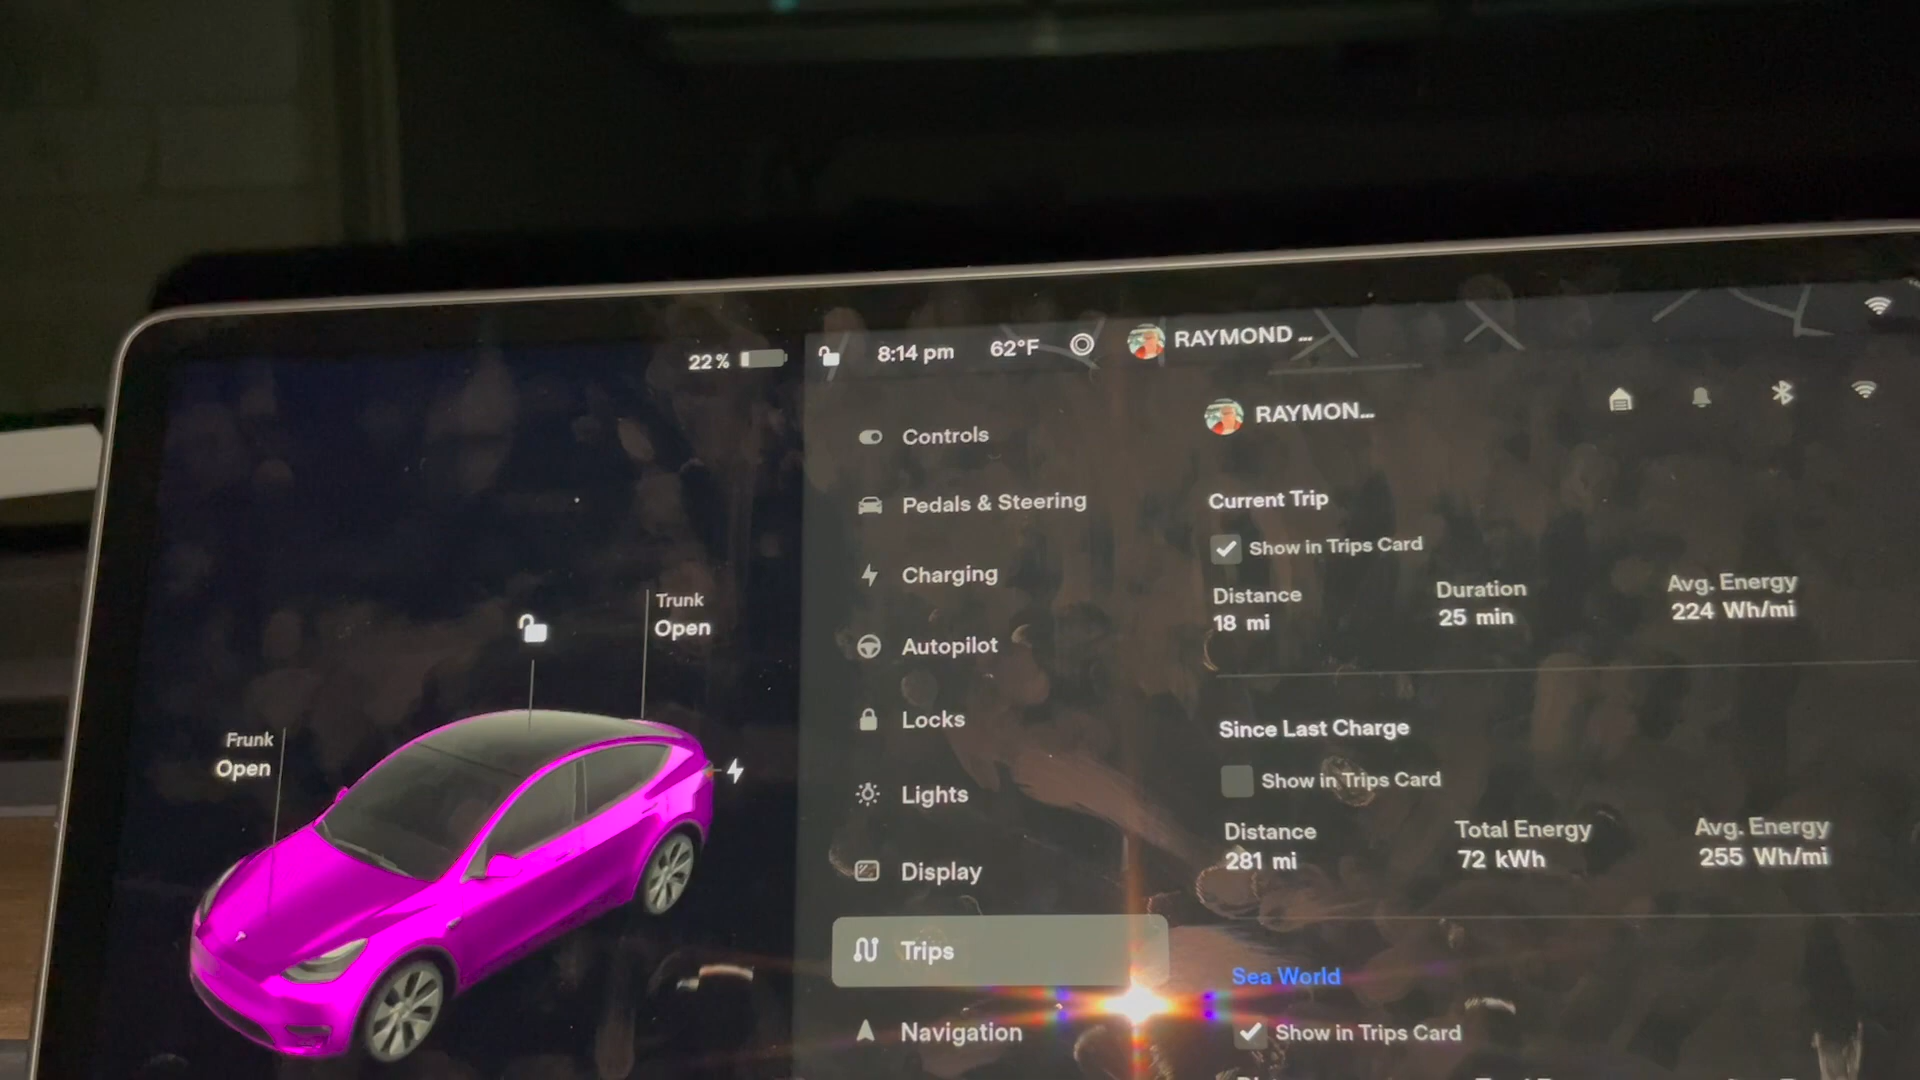 22%
8:14 pm
62°F
RAYMOND ...
RAYMON...
Controls
Pedals & Steering
Charging
Autopilot
Locks
Lights
Display
Trips
Navigation
Trunk
Open
Frunk
Open
Current Trip
Show in Trips Card
Distance Duration Avg. Energy
18 mi 25 min 224 Wh/mi
Since Last Charge
Show in Trips Card
Distance Total Energy Avg. Energy
281 mi 72 kWh 255 Wh/mi
Sea World
Show in Trips Card